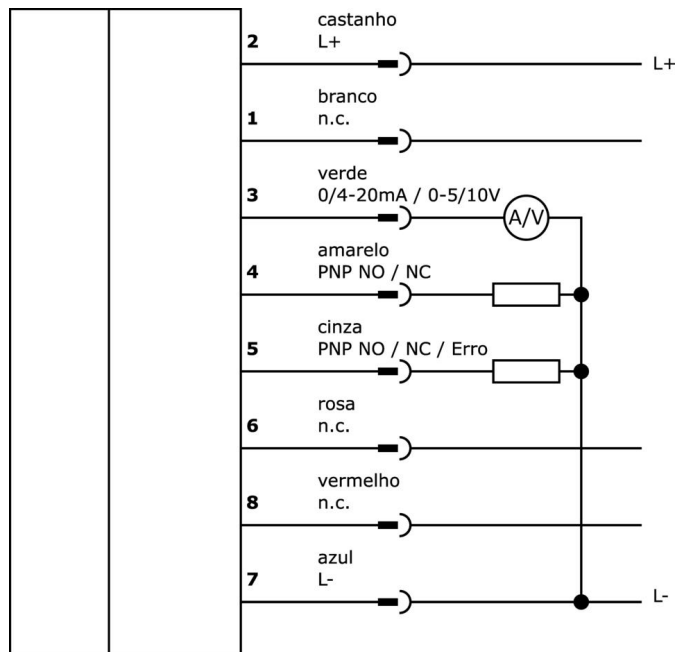 castanho
2 L+
L+
branco
1 n.c.
verde
3 0/4-20mA / 0-5/10V
A/V
amarelo
4 PNP NO / NC
cinza
5 PNP NO / NC / Erro
rosa
6 n.c.
vermelho
8 n.c.
azul
7 L-
L-